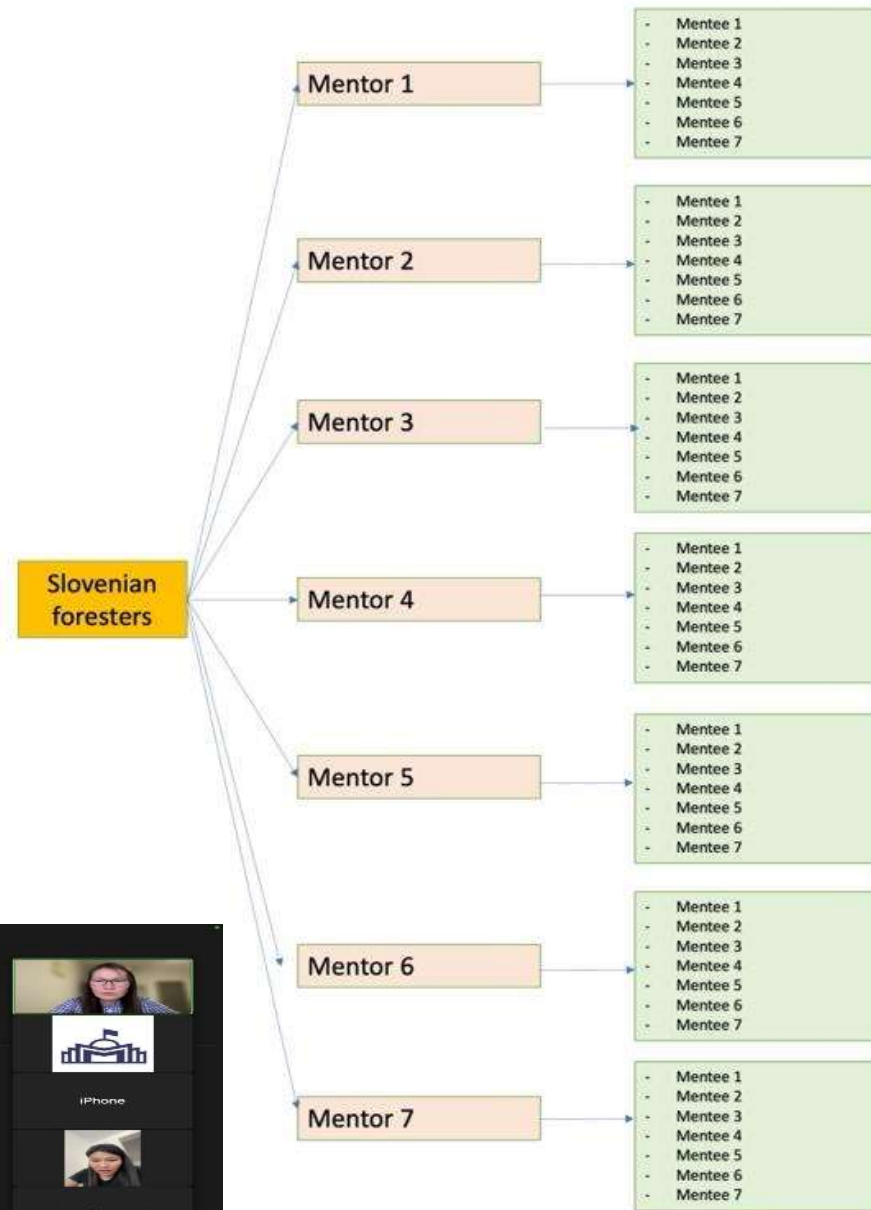 Slovenian
foresters
Mentor 1
- Mentee 1
- Mentee 2
- Mentee 3
- Mentee 4
- Mentee 5
- Mentee 6
- Mentee 7
Mentor 2
- Mentee 1
- Mentee 2
- Mentee 3
- Mentee 4
- Mentee 5
- Mentee 6
- Mentee 7
Mentor 3
- Mentee 1
- Mentee 2
- Mentee 3
- Mentee 4
- Mentee 5
- Mentee 6
- Mentee 7
Mentor 4
- Mentee 1
- Mentee 2
- Mentee 3
- Mentee 4
- Mentee 5
- Mentee 6
- Mentee 7
Mentor 5
- Mentee 1
- Mentee 2
- Mentee 3
- Mentee 4
- Mentee 5
- Mentee 6
- Mentee 7
Mentor 6
- Mentee 1
- Mentee 2
- Mentee 3
- Mentee 4
- Mentee 5
- Mentee 6
- Mentee 7
Mentor 7
- Mentee 1
- Mentee 2
- Mentee 3
- Mentee 4
- Mentee 5
- Mentee 6
- Mentee 7
iPhone